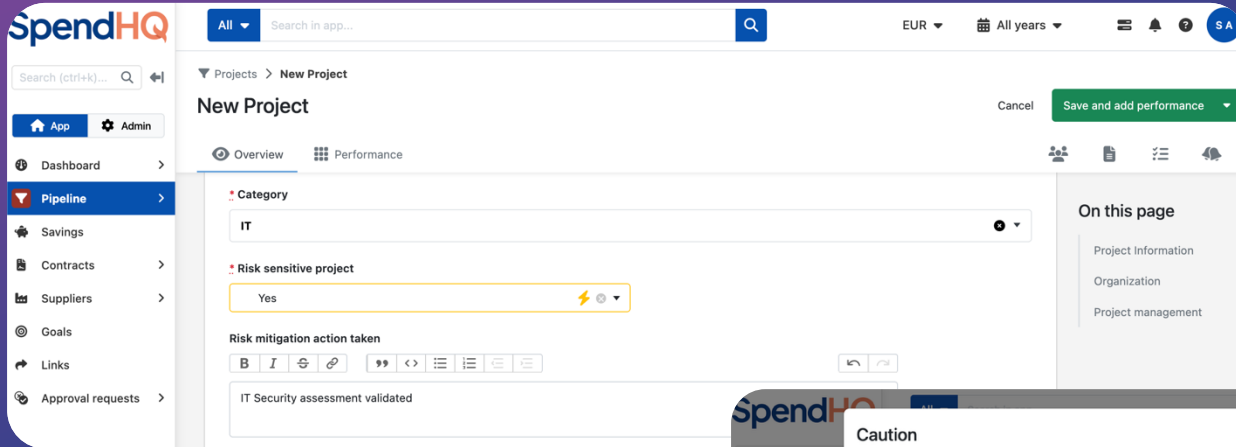 SpendHQ
All
Search in app...
EUR
All years
S A
Search (ctrl+k)...
Projects > New Project
New Project
Cancel
Save and add performance
App
Admin
Overview
Performance
Dashboard
Pipeline
Savings
Contracts
Suppliers
Goals
Links
Approval requests
* Category
IT
* Risk sensitive project
Yes
Risk mitigation action taken
B I S
IT Security assessment validated
On this page
Project Information
Organization
Project management
SpendHQ
All
Caution